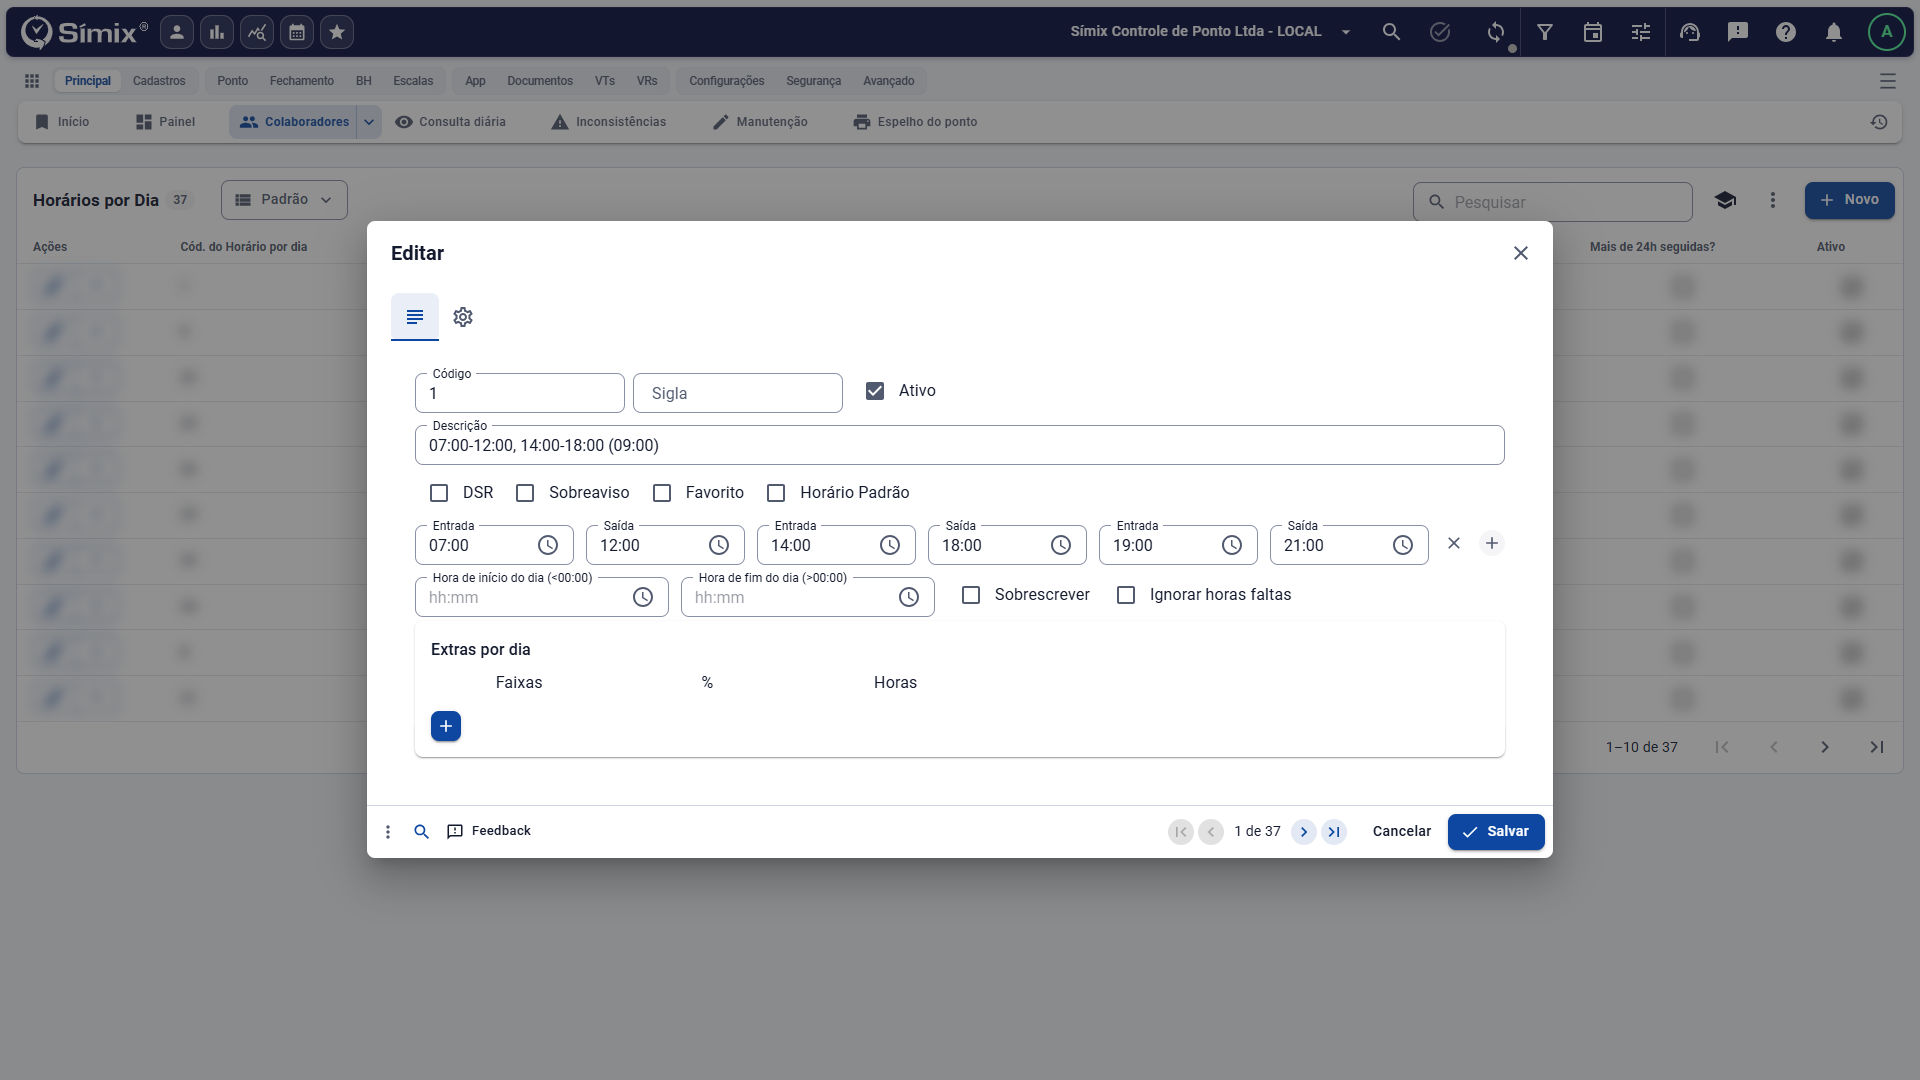 Símix®
Símix Controle de Ponto Ltda - LOCAL
A
Principal Cadastros Ponto Fechamento BH Escalas App Documentos VTs VRs Configurações Segurança Avançado
Início Painel Colaboradores Consulta diária Inconsistências Manutenção Espelho do ponto
Horários por Dia 37 Padrão Pesquisar Novo
Ações Cód. do Horário por dia Mais de 24h seguidas? Ativo
Editar
Código
1 Sigla Ativo
Descrição
07:00-12:00, 14:00-18:00 (09:00)
DSR Sobreaviso Favorito Horário Padrão
Entrada Saída Entrada Saída Entrada Saída
07:00 12:00 14:00 18:00 19:00 21:00
Hora de início do dia (<00:00) Hora de fim do dia (>00:00)
hh:mm hh:mm Sobrescrever Ignorar horas faltas
Extras por dia
Faixas % Horas
1–10 de 37
Feedback 1 de 37 Cancelar Salvar